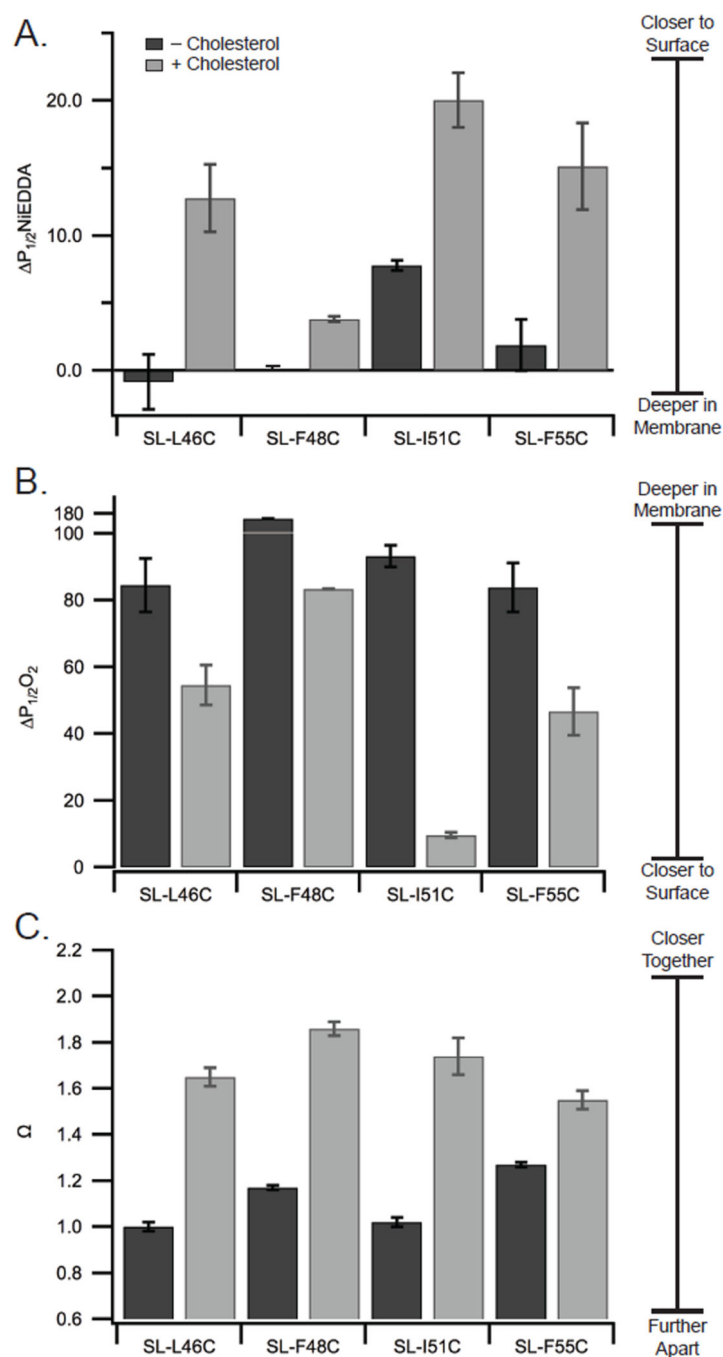 A.
– Cholesterol
+ Cholesterol
Closer to
Surface
20.0
10.0
0.0
ΔP1/2NiEDDA
SL-L46C SL-F48C SL-I51C SL-F55C
Deeper in
Membrane
B.
Deeper in
Membrane
180
100
80
60
40
20
0
ΔP1/2O2
SL-L46C SL-F48C SL-I51C SL-F55C
Closer to
Surface
C.
Closer
Together
2.2
2.0
1.8
1.6
1.4
1.2
1.0
0.8
0.6
Ω
SL-L46C SL-F48C SL-I51C SL-F55C
Further
Apart